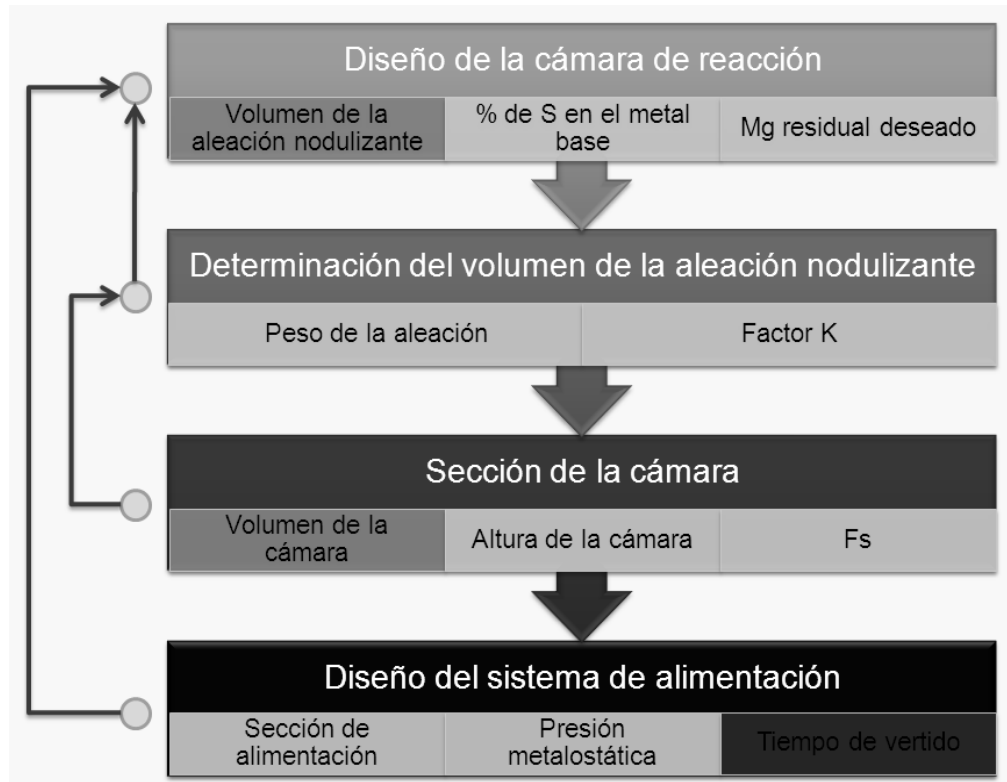 Diseño de la cámara de reacción
Volumen de la
aleación nodulizante
% de S en el metal
base
Mg residual deseado
Determinación del volumen de la aleación nodulizante
Peso de la aleación
Factor K
Sección de la cámara
Volumen de la
cámara
Altura de la cámara
Fs
Diseño del sistema de alimentación
Sección de
alimentación
Presión
metalostática
Tiempo de vertido